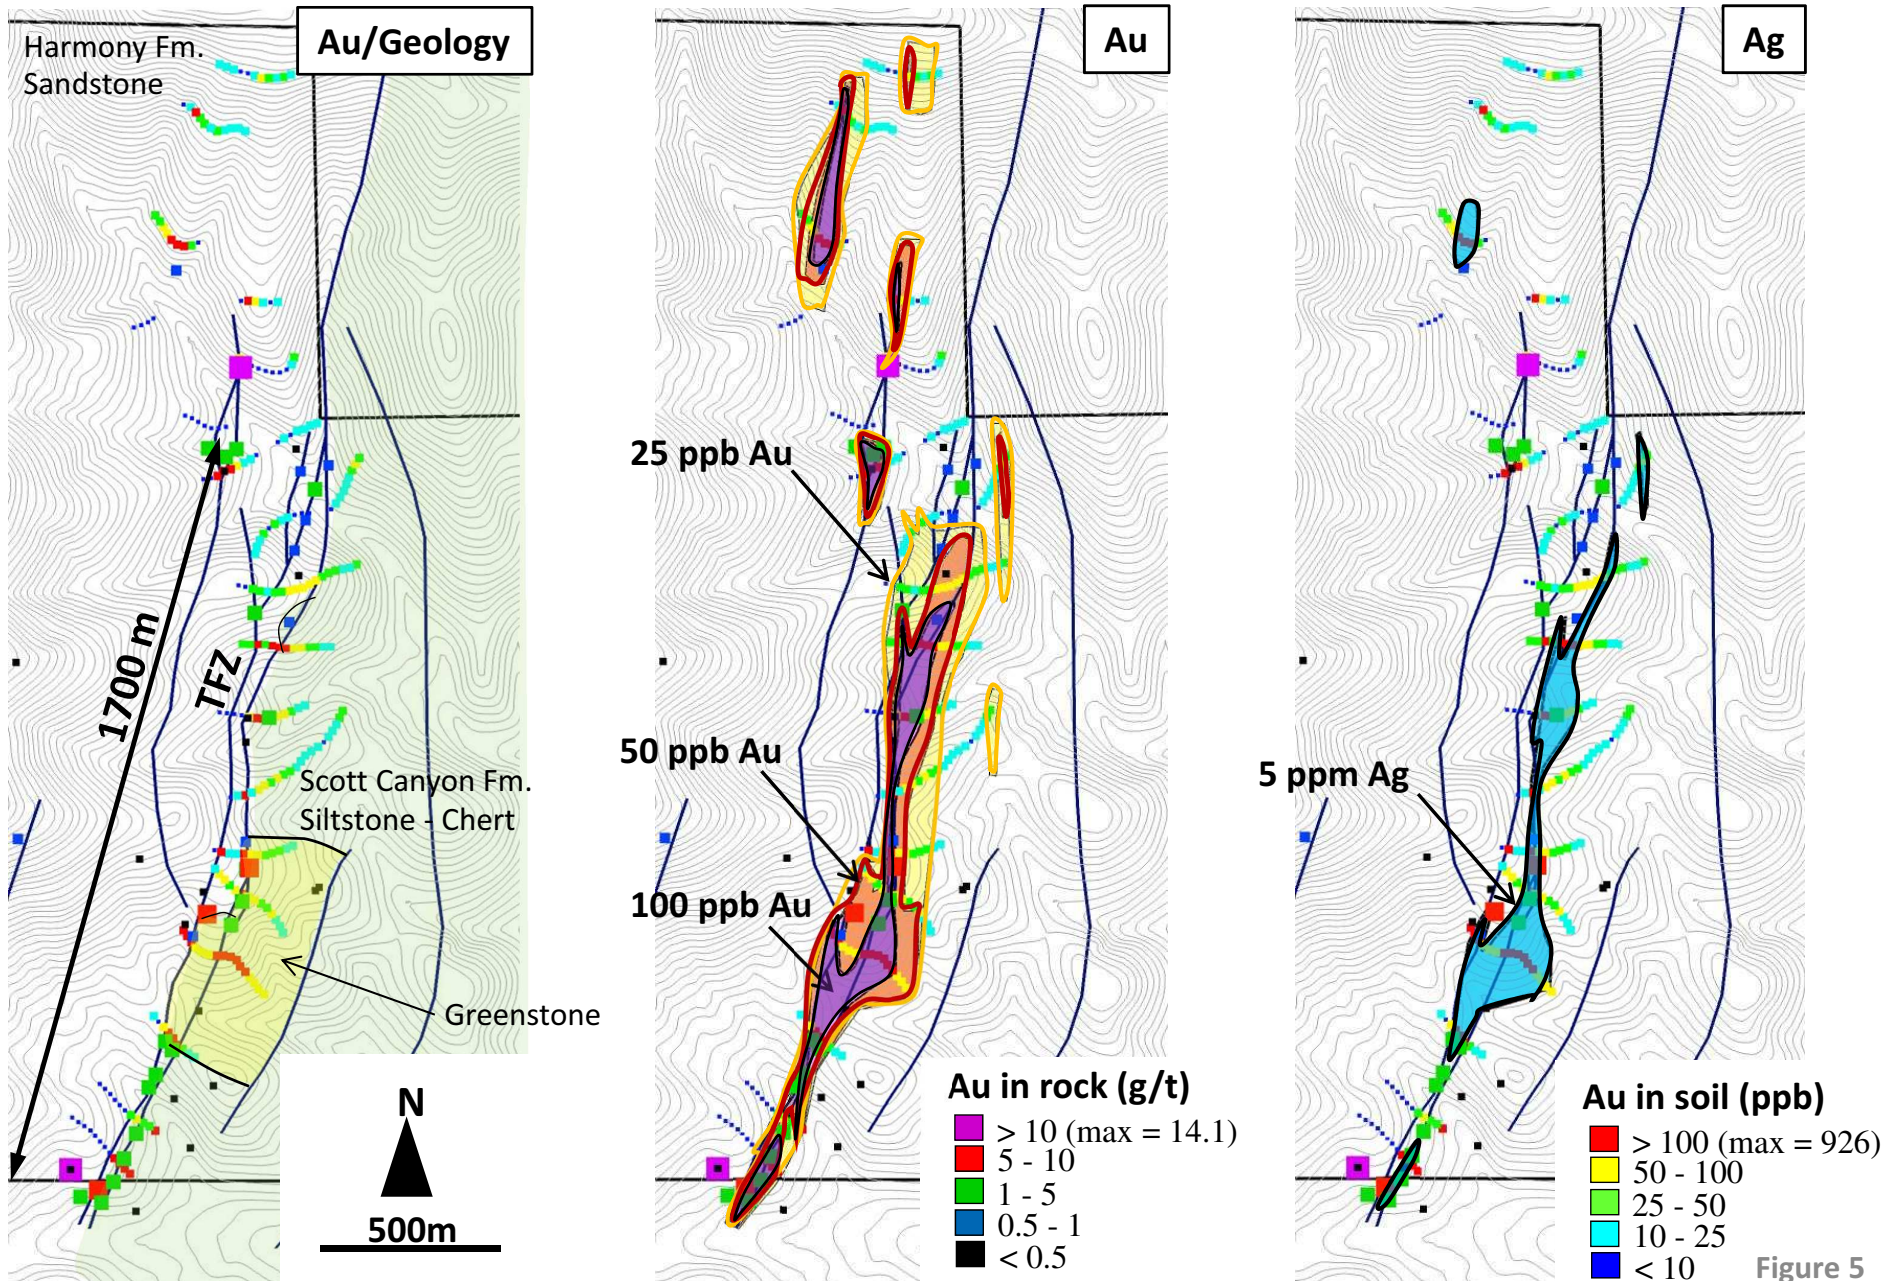 Harmony Fm.
Sandstone
Au/Geology
1700 m
TFZ
Scott Canyon Fm.
Siltstone - Chert
Greenstone
N
500m
Au
25 ppb Au
50 ppb Au
100 ppb Au
Au in rock (g/t)
> 10 (max = 14.1)
5 - 10
1 - 5
0.5 - 1
< 0.5
Ag
5 ppm Ag
Au in soil (ppb)
> 100 (max = 926)
50 - 100
25 - 50
10 - 25
< 10
Figure 5